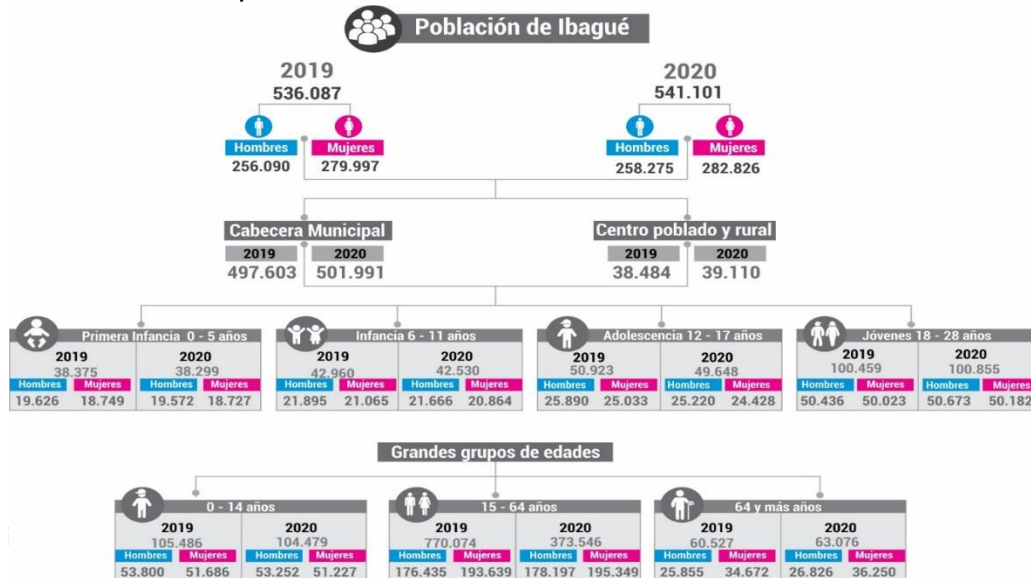 Población de Ibagué
2019 2020
536.087 541.101
Hombres Mujeres Hombres Mujeres
256.090 279.997 258.275 282.826
Cabecera Municipal Centro poblado y rural
2019 2020 2019 2020
497.603 501.991 38.484 39.110
Primera Infancia 0 - 5 años Infancia 6 - 11 años Adolescencia 12 - 17 años Jóvenes 18 - 28 años
2019 2020 2019 2020 2019 2020 2019 2020
38.375 38.299 42.960 42.530 50.923 49.648 100.459 100.855
Hombres Mujeres Hombres Mujeres Hombres Mujeres Hombres Mujeres Hombres Mujeres Hombres Mujeres Hombres Mujeres Hombres Mujeres
19.626 18.749 19.572 18.727 21.895 21.065 21.666 20.864 25.890 25.033 25.220 24.428 50.436 50.023 50.673 50.182
Grandes grupos de edades
0 - 14 años 15 - 64 años 64 y más años
2019 2020 2019 2020 2019 2020
105.486 104.479 770.074 373.546 60.527 63.076
Hombres Mujeres Hombres Mujeres Hombres Mujeres Hombres Mujeres Hombres Mujeres Hombres Mujeres
53.800 51.686 53.252 51.227 176.435 193.639 178.197 195.349 25.855 34.672 26.826 36.250